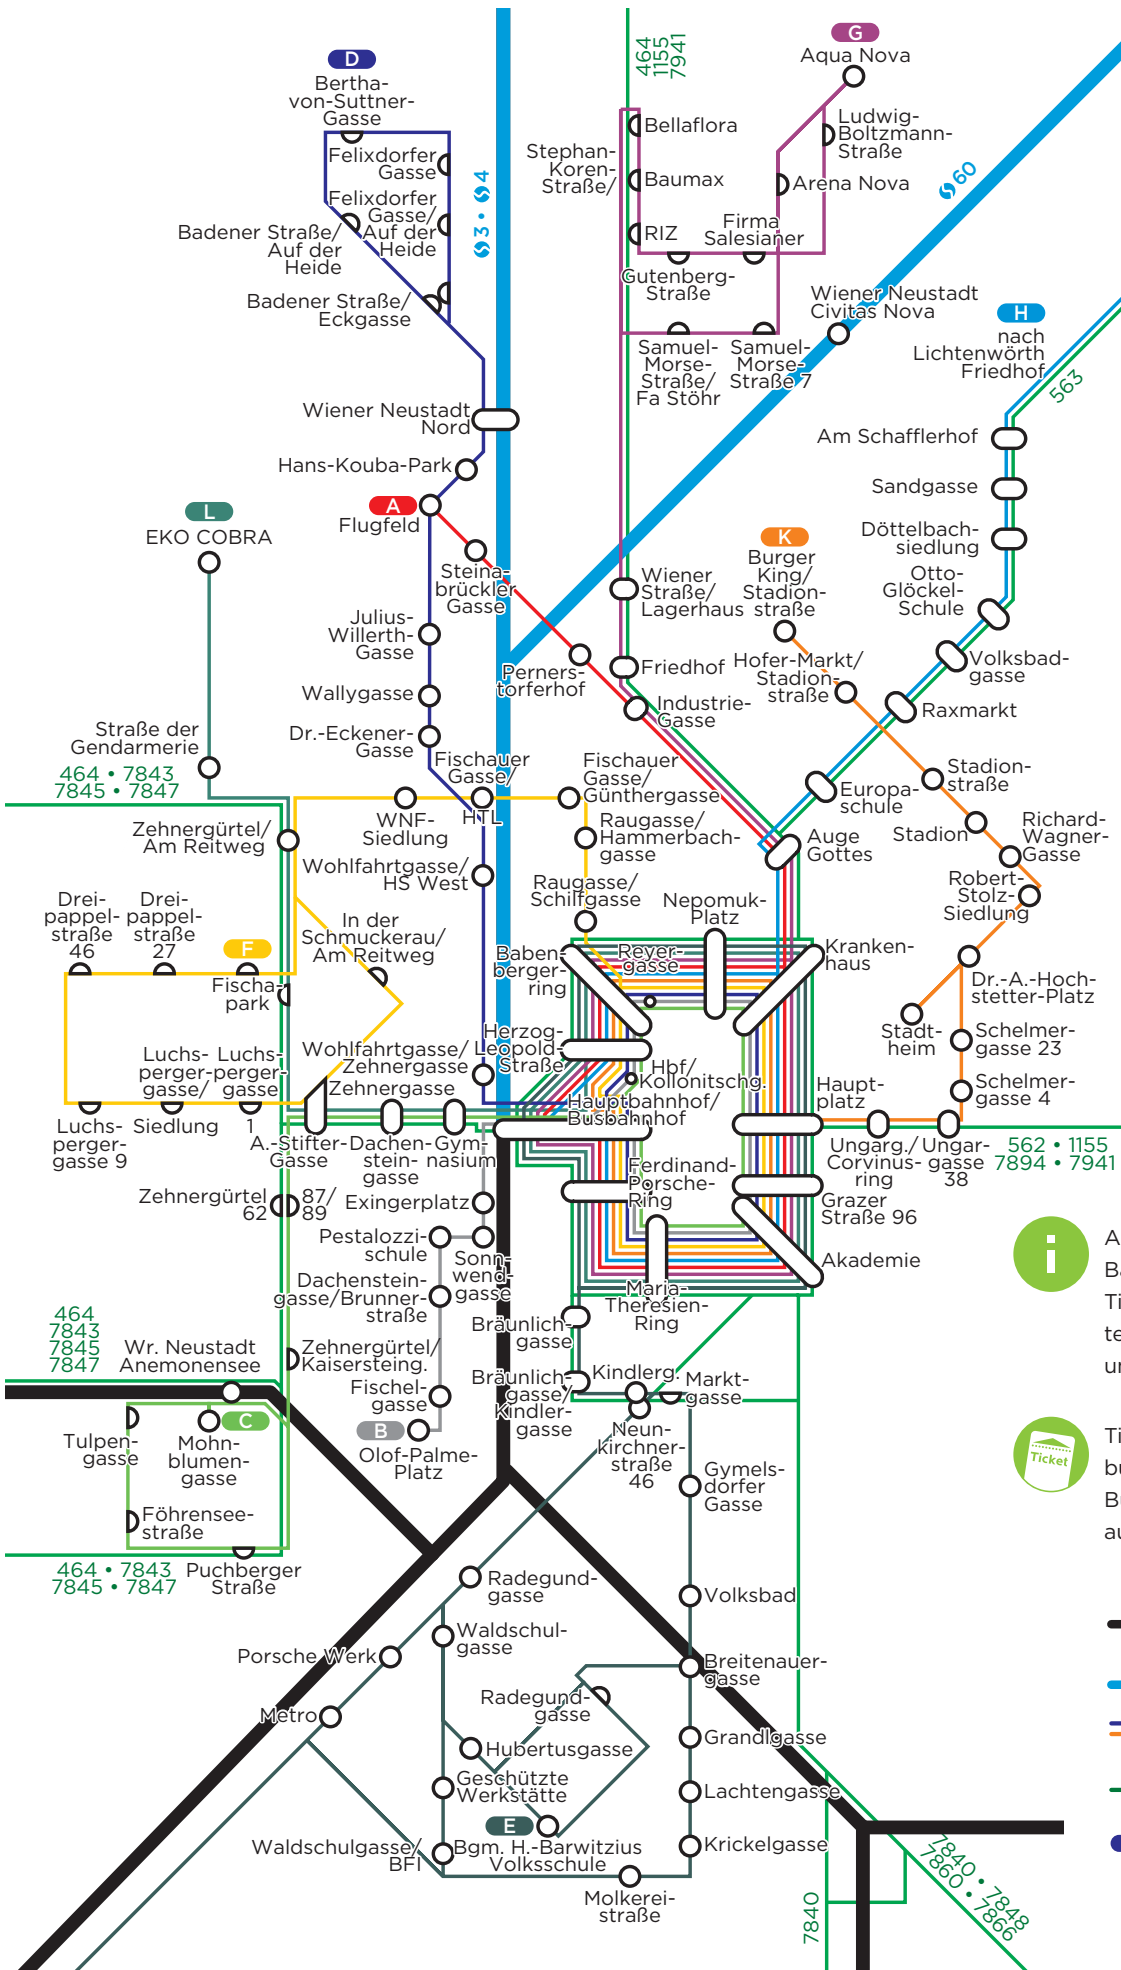 G
Aqua Nova
464
1155
7941
D
Bertha-
von-Suttner-
Gasse
Bellaflora
Ludwig-
Boltzmann-
Straße
Felixdorfer
Gasse
Stephan-
Koren-
Straße/
Baumax
Arena Nova
3 • 4
60
Felixdorfer
Gasse/
Auf der
Heide
Badener Straße/
Auf der
Heide
RIZ
Firma
Salesianer
Gutenberg-
Straße
Badener Straße/
Eckgasse
Wiener Neustadt
Civitas Nova
H
nach
Lichtenwörth
Friedhof
563
Samuel-
Morse-
Straße/
Fa Stöhr
Samuel-
Morse-
Straße 7
Wiener Neustadt
Nord
Am Schafflerhof
Hans-Kouba-Park
Sandgasse
A
Flugfeld
L
EKO COBRA
K
Burger
King/
Stadion-
straße
Döttelbach-
siedlung
Steina-
brückler
Gasse
Wiener
Straße/
Lagerhaus
Otto-
Glöckel-
Schule
Julius-
Willerth-
Gasse
Perners-
torferhof
Friedhof
Hofer-Markt/
Stadion-
straße
Volksbad-
gasse
Wallygasse
Industrie-
Gasse
Raxmarkt
Straße der
Gendarmerie
Dr.-Eckener-
Gasse
464 • 7843
7845 • 7847
Fischauer
Gasse/
HTL
Fischauer
Gasse/
Günthergasse
Europa-
schule
Stadion-
straße
WNF-
Siedlung
Raugasse/
Hammerbach-
gasse
Auge
Gottes
Stadion
Richard-
Wagner-
Gasse
Zehnergürtel/
Am Reitweg
Wohlfahrtgasse/
HS West
Raugasse/
Schilfgasse
Robert-
Stolz-
Siedlung
Drei-
pappel-
straße
46
Drei-
pappel-
straße
27
F
In der
Schmuckerau/
Am Reitweg
Nepomuk-
Platz
Fischa-
park
Baben-
berger-
ring
Reyer-
gasse
Kranken-
haus
Dr.-A.-Hoch-
stetter-Platz
Stadt-
heim
Herzog-
Leopold-
Straße
Schelmer-
gasse 23
Luchs-
perger-
gasse/
Siedlung
Luchs-
perger-
gasse
1
Wohlfahrtgasse/
Zehnergasse
Zehnergasse
Hbf/
Kollonitschg.
Haupt-
platz
Schelmer-
gasse 4
Hauptbahnhof/
Busbahnhof
Luchs-
perger-
gasse 9
A.-Stifter-
Gasse
Dachen-
stein-
gasse
Gym-
nasium
Ungarg./
Corvinus-
ring
Ungar-
gasse
38
562 • 1155
7894 • 7941
Ferdinand-
Porsche-
Ring
Zehnergürtel
62
87/
89
Exingerplatz
Grazer
Straße 96
Pestalozzi-
schule
Sonn-
wend-
gasse
Akademie
i
A
Ba
Ti
te
un
Dachenstein-
gasse/Brunner-
straße
Maria-
Theresien-
Ring
464
7843
7845
7847
Wr. Neustadt
Anemonensee
Zehnergürtel/
Kaisersteing.
Bräunlich-
gasse
Fischel-
gasse
Bräunlich-
gasse/
Kindler-
gasse
Kindlerg.
Markt-
gasse
Tulpen-
gasse
Mohn-
blumen-
gasse
C
B
Olof-Palme-
Platz
Neun-
kirchner-
straße
46
Ticket
Ti
bu
Bu
au
Gymels-
dorfer
Gasse
Föhrensee-
straße
464 • 7843
7845 • 7847
Puchberger
Straße
Radegund-
gasse
Volksbad
Waldschul-
gasse
Porsche Werk
Breitenauer-
gasse
Radegund-
gasse
Metro
Grandlgasse
Hubertusgasse
Geschützte
Werkstätte
Lachtengasse
E
Bgm. H.-Barwitzius
Volksschule
Waldschulgasse/
BFI
Krickelgasse
Molkerei-
straße
7840
7840 • 7848
7860 • 7866